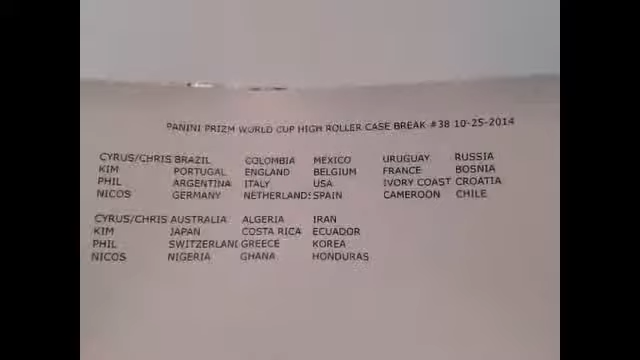 PANINI PRIZM WORLD CUP HIGH ROLLER CASE BREAK #38 10-25-2014
CYRUS/CHRIS BRAZIL COLOMBIA MEXICO URUGUAY RUSSIA
KIM PORTUGAL ENGLAND BELGIUM FRANCE BOSNIA
PHIL ARGENTINA ITALY USA IVORY COAST CROATIA
NICOS GERMANY NETHERLAND: SPAIN CAMEROON CHILE
CYRUS/CHRIS AUSTRALIA ALGERIA IRAN
KIM JAPAN COSTA RICA ECUADOR
PHIL SWITZERLANI GREECE KOREA
NICOS NIGERIA GHANA HONDURAS